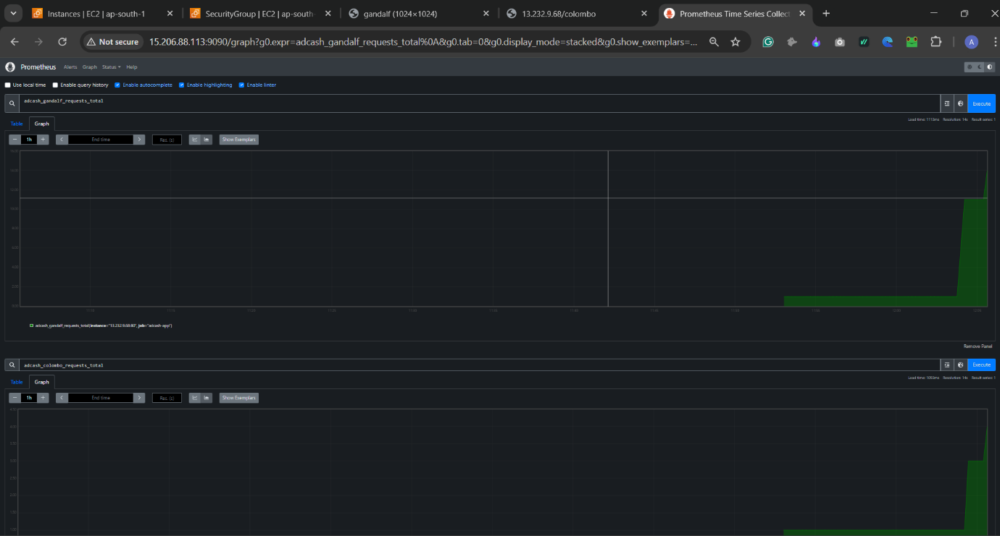 Instances | EC2 | ap-south-1
SecurityGroup | EC2 | ap-south-
gandalf (1024×1024)
13.232.9.68/colombo
Prometheus Time Series Collect
Not secure
15.206.88.113:9090/graph?g0.expr=adcash_gandalf_requests_total%0A&g0.tab=0&g0.display_mode=stacked&g0.show_exemplars=...
A
Prometheus Alerts Graph Status Help
Use local time Enable query history Enable autocomplete Enable highlighting Enable linter
adcash_gandalf_requests_total
Execute
Table Graph
Load time: 1113ms Resolution: 14s Result series: 1
− 1h + < End time > Res. (s) Show Exemplars
adcash_gandalf_requests_total{instance="13.232.9.68:80", job="adcash-app"}
Remove Panel
adcash_colombo_requests_total
Execute
Table Graph
Load time: 1093ms Resolution: 14s Result series: 1
− 1h + < End time > Res. (s) Show Exemplars